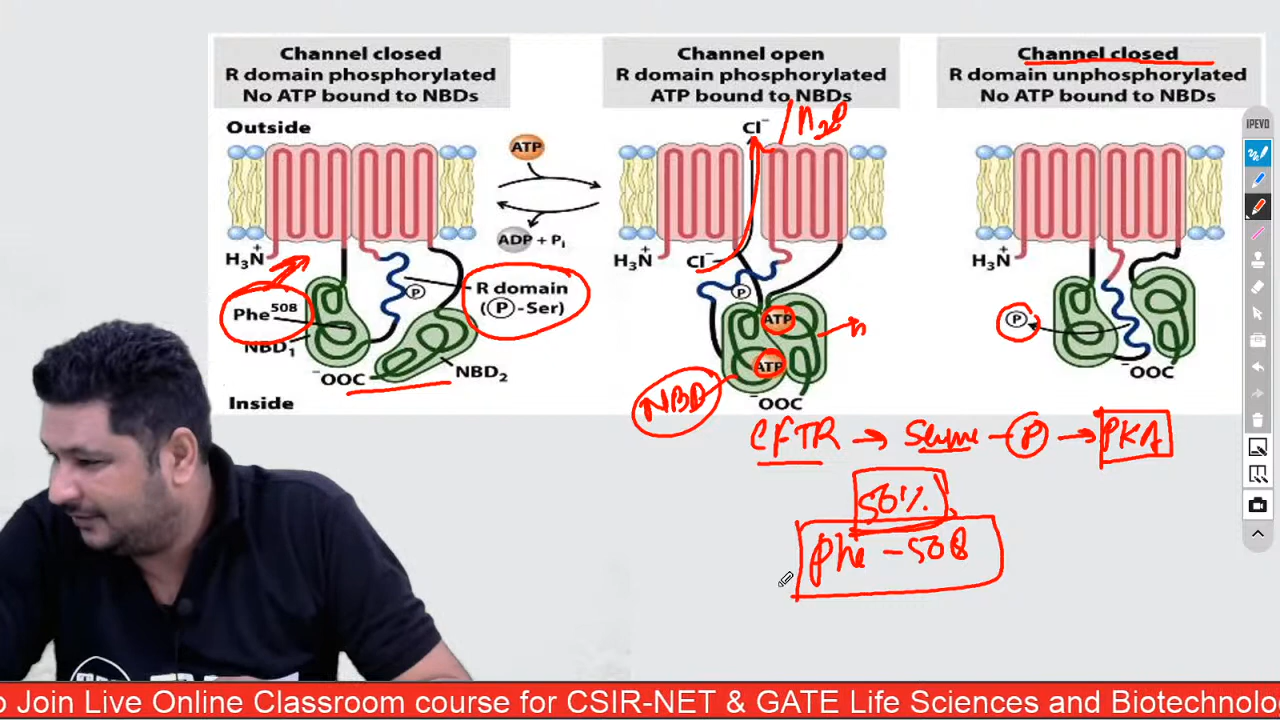 Channel closed
R domain phosphorylated
No ATP bound to NBDs
Channel open
R domain phosphorylated
ATP bound to NBDs
Channel closed
R domain unphosphorylated
No ATP bound to NBDs
IPEVO
Outside
ATP
ADP + Pi
H3N+
Phe508
NBD1
R domain
(P-Ser)
P
-OOC
NBD2
Inside
Cl-
H2O
H3N+
Cl-
P
ATP
ATP
n
NBD
-OOC
H3N+
P
-OOC
CFTR → Serine - P → PKA
50%
Phe - 508
o Join Live Online Classroom course for CSIR-NET & GATE Life Sciences and Biotechnolo